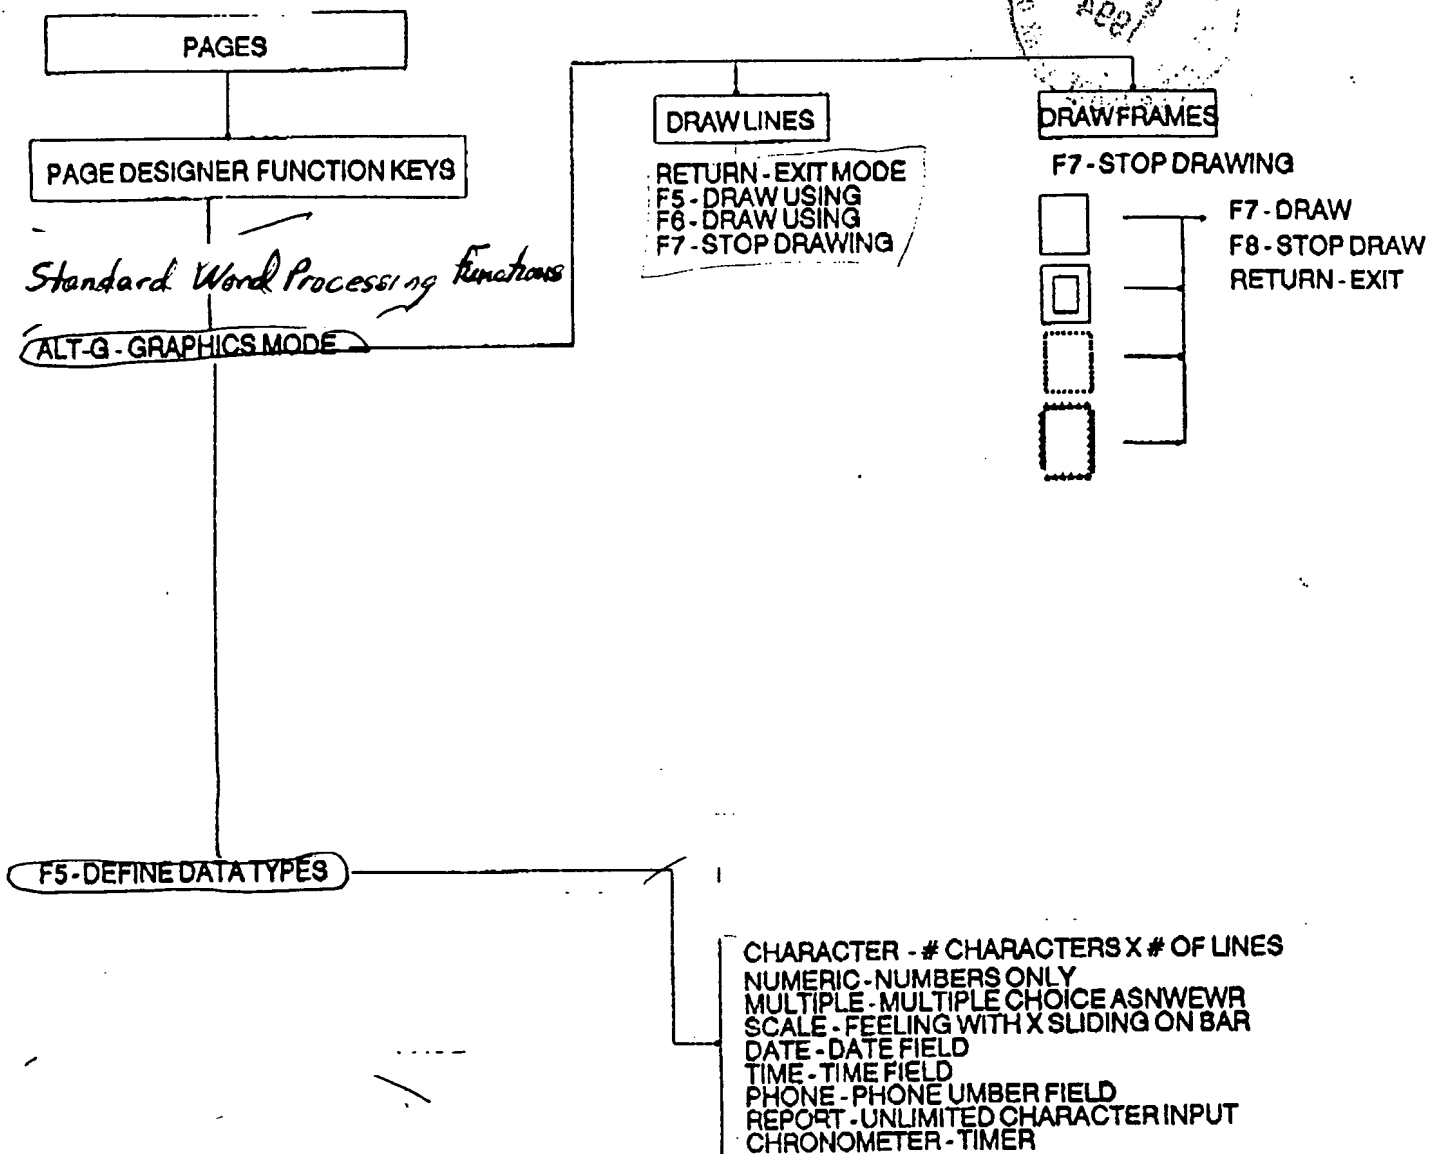 PAGES
PAGE DESIGNER FUNCTION KEYS
Standard Word Processing Functions
ALT-G - GRAPHICS MODE
DRAW LINES
RETURN - EXIT MODE
F5 - DRAW USING
F6 - DRAW USING
F7 - STOP DRAWING
DRAW FRAMES
F7 - STOP DRAWING
F7 - DRAW
F8 - STOP DRAW
RETURN - EXIT
F5 - DEFINE DATA TYPES
CHARACTER - # CHARACTERS X # OF LINES
NUMERIC - NUMBERS ONLY
MULTIPLE - MULTIPLE CHOICE ASNWEWR
SCALE - FEELING WITH X SLIDING ON BAR
DATE - DATE FIELD
TIME - TIME FIELD
PHONE - PHONE UMBER FIELD
REPORT - UNLIMITED CHARACTER INPUT
CHRONOMETER - TIMER